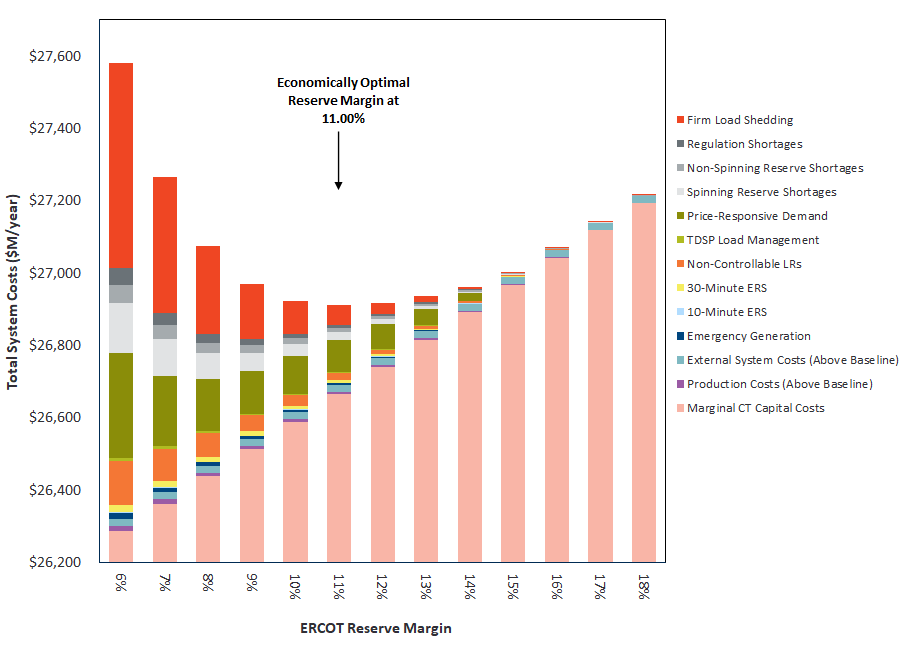 Total System Costs ($M/year)
$27,600
$27,400
$27,200
$27,000
$26,800
$26,600
$26,400
$26,200
Economically Optimal
Reserve Margin at
11.00%
6%
7%
8%
9%
10%
11%
12%
13%
14%
15%
16%
17%
18%
ERCOT Reserve Margin
Firm Load Shedding
Regulation Shortages
Non-Spinning Reserve Shortages
Spinning Reserve Shortages
Price-Responsive Demand
TDSP Load Management
Non-Controllable LRs
30-Minute ERS
10-Minute ERS
Emergency Generation
External System Costs (Above Baseline)
Production Costs (Above Baseline)
Marginal CT Capital Costs